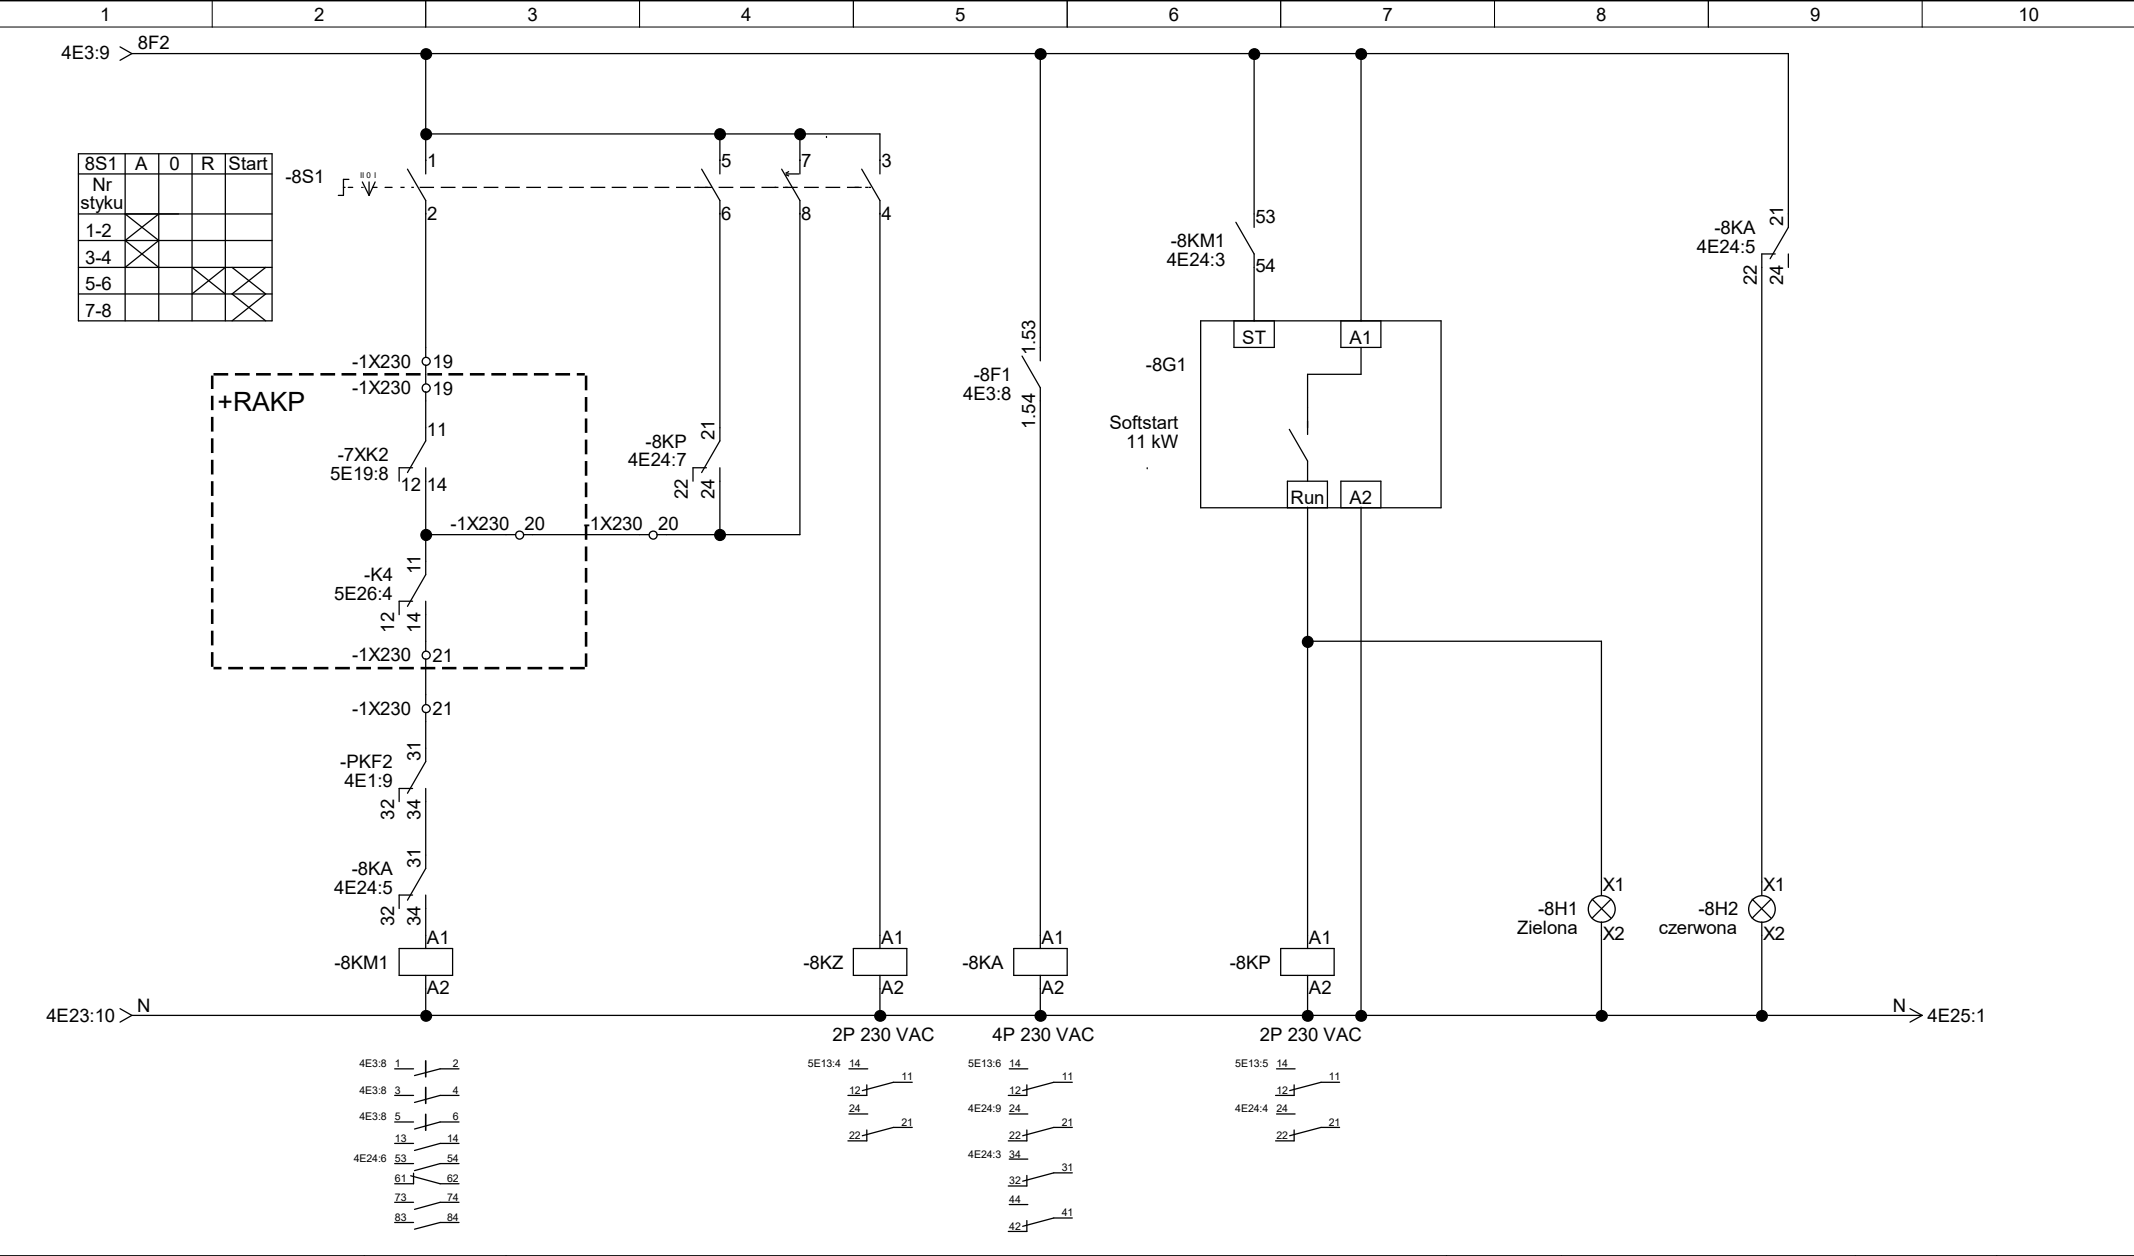 1 2 3 4 5 6 7 8 9 10
4E3:9 8F2
8S1 A 0 R Start
Nr
styku
1-2
3-4
5-6
7-8
-8S1
II 0 I
1
2
5
6
7
8
3
4
-1X230 19
-1X230 19
+RAKP
11
-7XK2
5E19:8
12 14
-1X230 20
-1X230 20
11
-K4
5E26:4
12 14
-1X230 21
-1X230 21
31
-PKF2
4E1:9
32 34
31
-8KA
4E24:5
32 34
A1
-8KM1
A2
21
-8KP
4E24:7
22 24
A1
-8KZ
A2
1.53
-8F1
4E3:8
1.54
A1
-8KA
A2
53
-8KM1
4E24:3
54
ST A1
-8G1
Softstart
11 kW
Run A2
A1
-8KP
A2
X1
-8H1
Zielona
X2
21
-8KA
4E24:5
22 24
X1
-8H2
czerwona
X2
4E23:10 N
N 4E25:1
2P 230 VAC
4P 230 VAC
2P 230 VAC
4E3:8 1 2
4E3:8 3 4
4E3:8 5 6
13 14
4E24:6 53 54
61 62
73 74
83 84
5E13:4 14
12 11
24
22 21
5E13:6 14
12 11
4E24:9 24
22 21
4E24:3 34
32 31
44
42 41
5E13:5 14
12 11
4E24:4 24
22 21